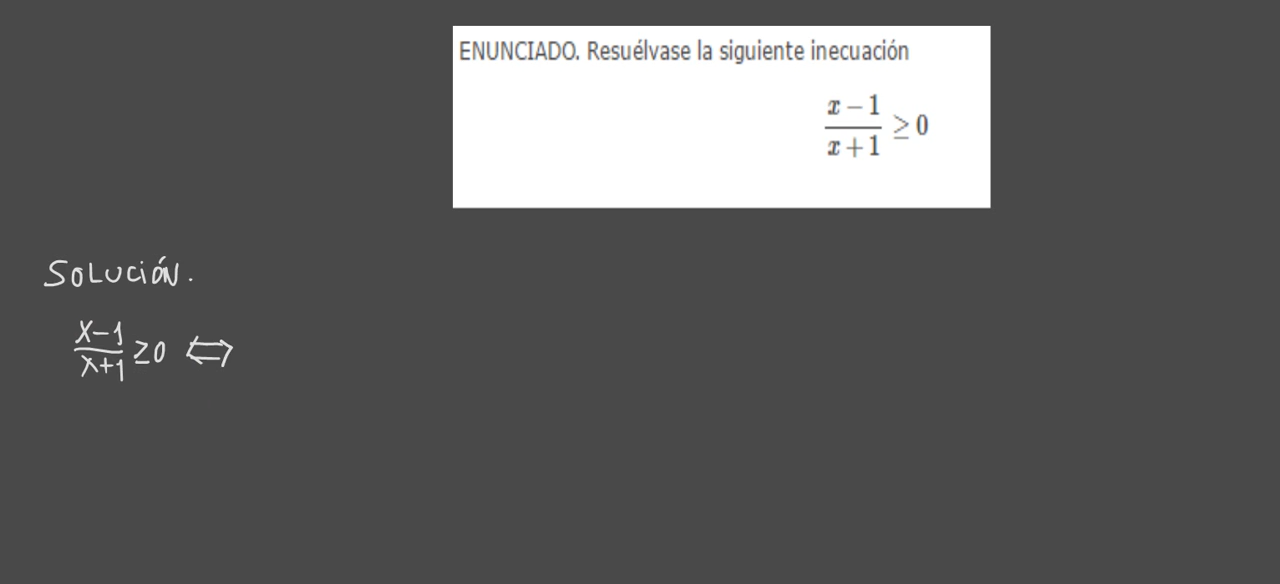 ENUNCIADO. Resuélvase la siguiente inecuación
x − 1
x + 1
≥ 0
SOLUCIÓN.
x−1
x+1
≥0 ⟺